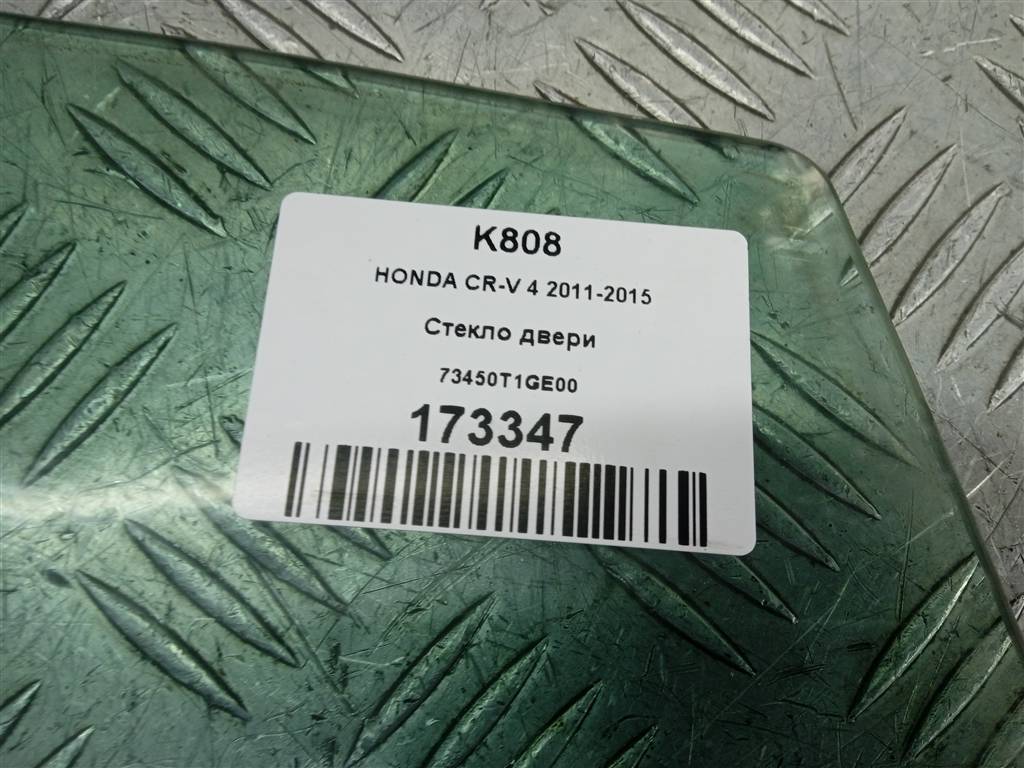 K808
HONDA CR-V 4 2011-2015
Стекло двери
73450T1GE00
173347